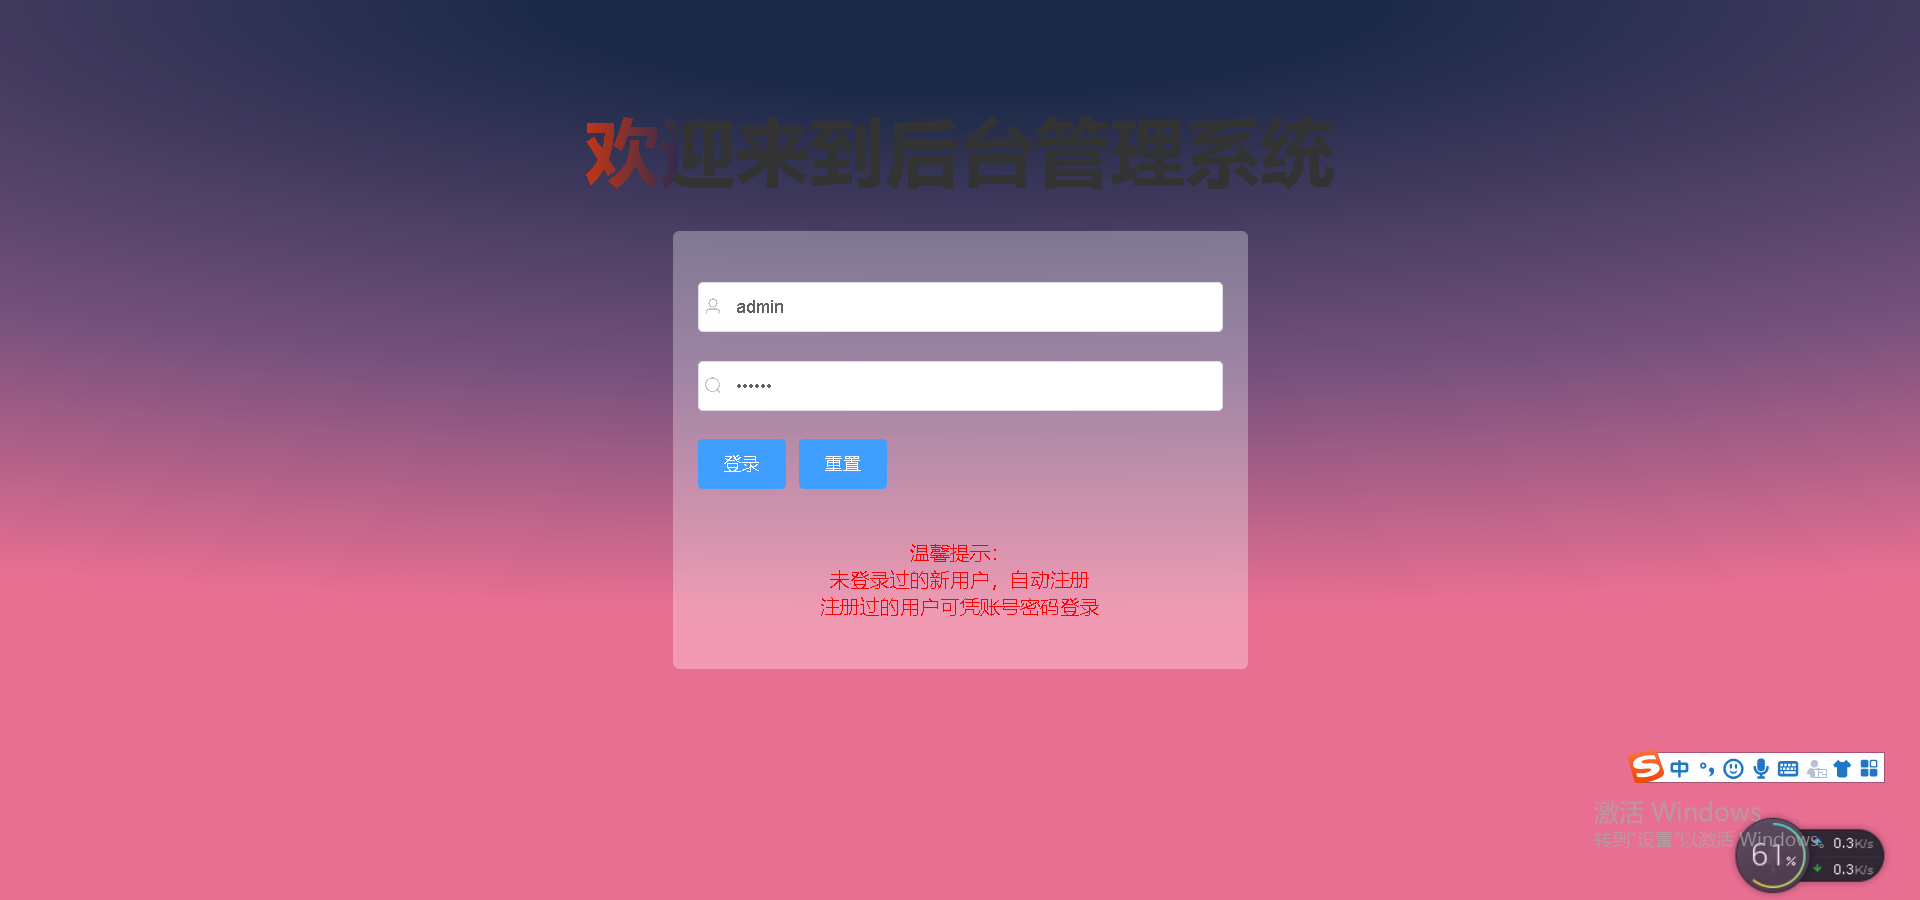 欢迎来到后台管理系统
admin
••••••
登录 重置
温馨提示:
未登录过的新用户，自动注册
注册过的用户可凭账号密码登录
中
激活 Windows
转到"设置"以激活 Windows。
61%
0.3K/s
0.3K/s